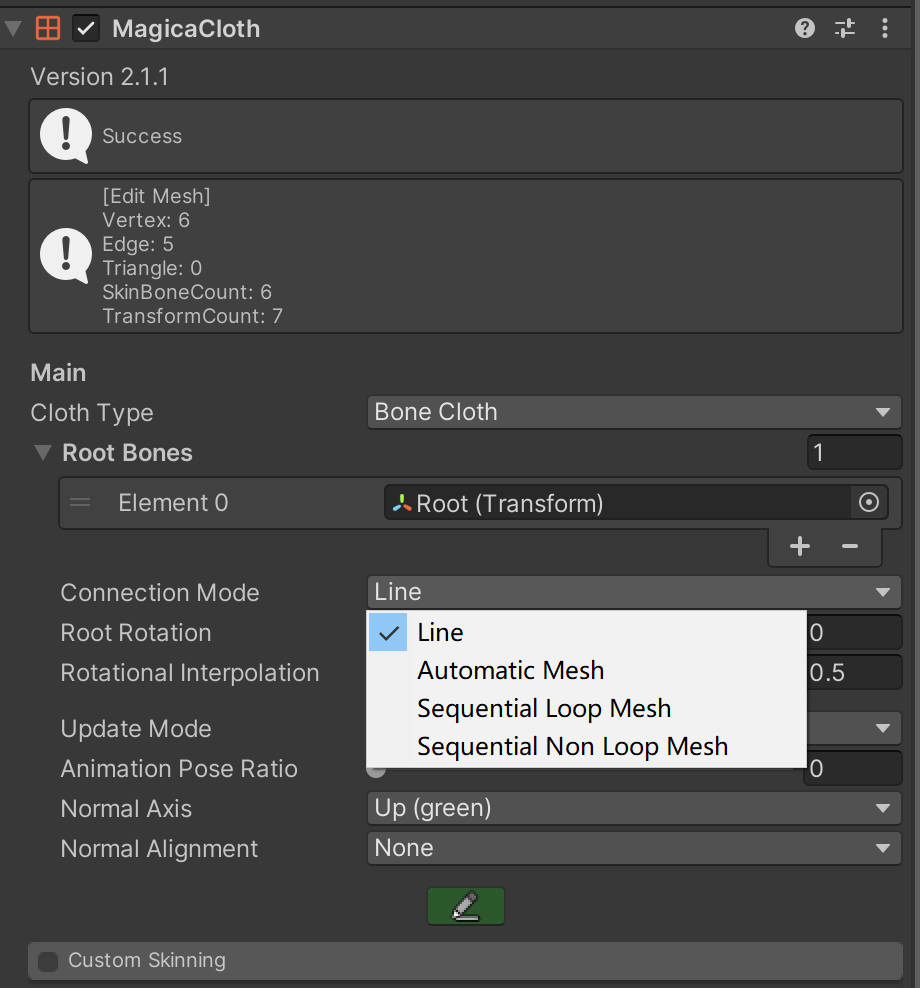 MagicaCloth
Version 2.1.1
Success
[Edit Mesh]
Vertex: 6
Edge: 5
Triangle: 0
SkinBoneCount: 6
TransformCount: 7
Main
Cloth Type Bone Cloth
Root Bones 1
Element 0 Root (Transform)
Connection Mode Line
Line
Root Rotation 0
Automatic Mesh
Rotational Interpolation 0.5
Sequential Loop Mesh
Update Mode
Sequential Non Loop Mesh
Animation Pose Ratio 0
Normal Axis Up (green)
Normal Alignment None
Custom Skinning